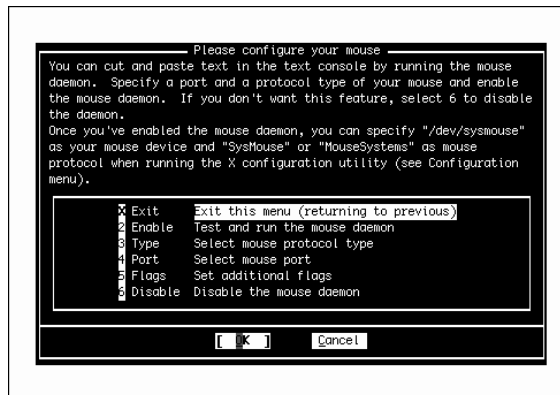 Please configure your mouse
You can cut and paste text in the text console by running the mouse
daemon.  Specify a port and a protocol type of your mouse and enable
the mouse daemon.  If you don't want this feature, select 6 to disable
the daemon.
Once you've enabled the mouse daemon, you can specify "/dev/sysmouse"
as your mouse device and "SysMouse" or "MouseSystems" as mouse
protocol when running the X configuration utility (see Configuration
menu).
X Exit     Exit this menu (returning to previous)
2 Enable   Test and run the mouse daemon
3 Type     Select mouse protocol type
4 Port     Select mouse port
5 Flags    Set additional flags
6 Disable  Disable the mouse daemon
[ OK ]     Cancel